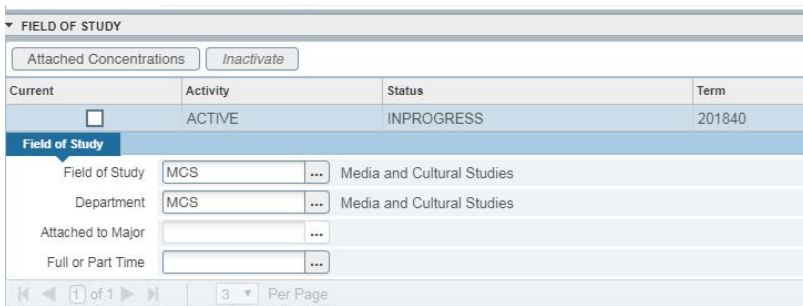 FIELD OF STUDY
Attached Concentrations Inactivate
Current Activity Status Term
ACTIVE INPROGRESS 201840
Field of Study
Field of Study MCS ... Media and Cultural Studies
Department MCS ... Media and Cultural Studies
Attached to Major ...
Full or Part Time ...
1 of 1 3 Per Page